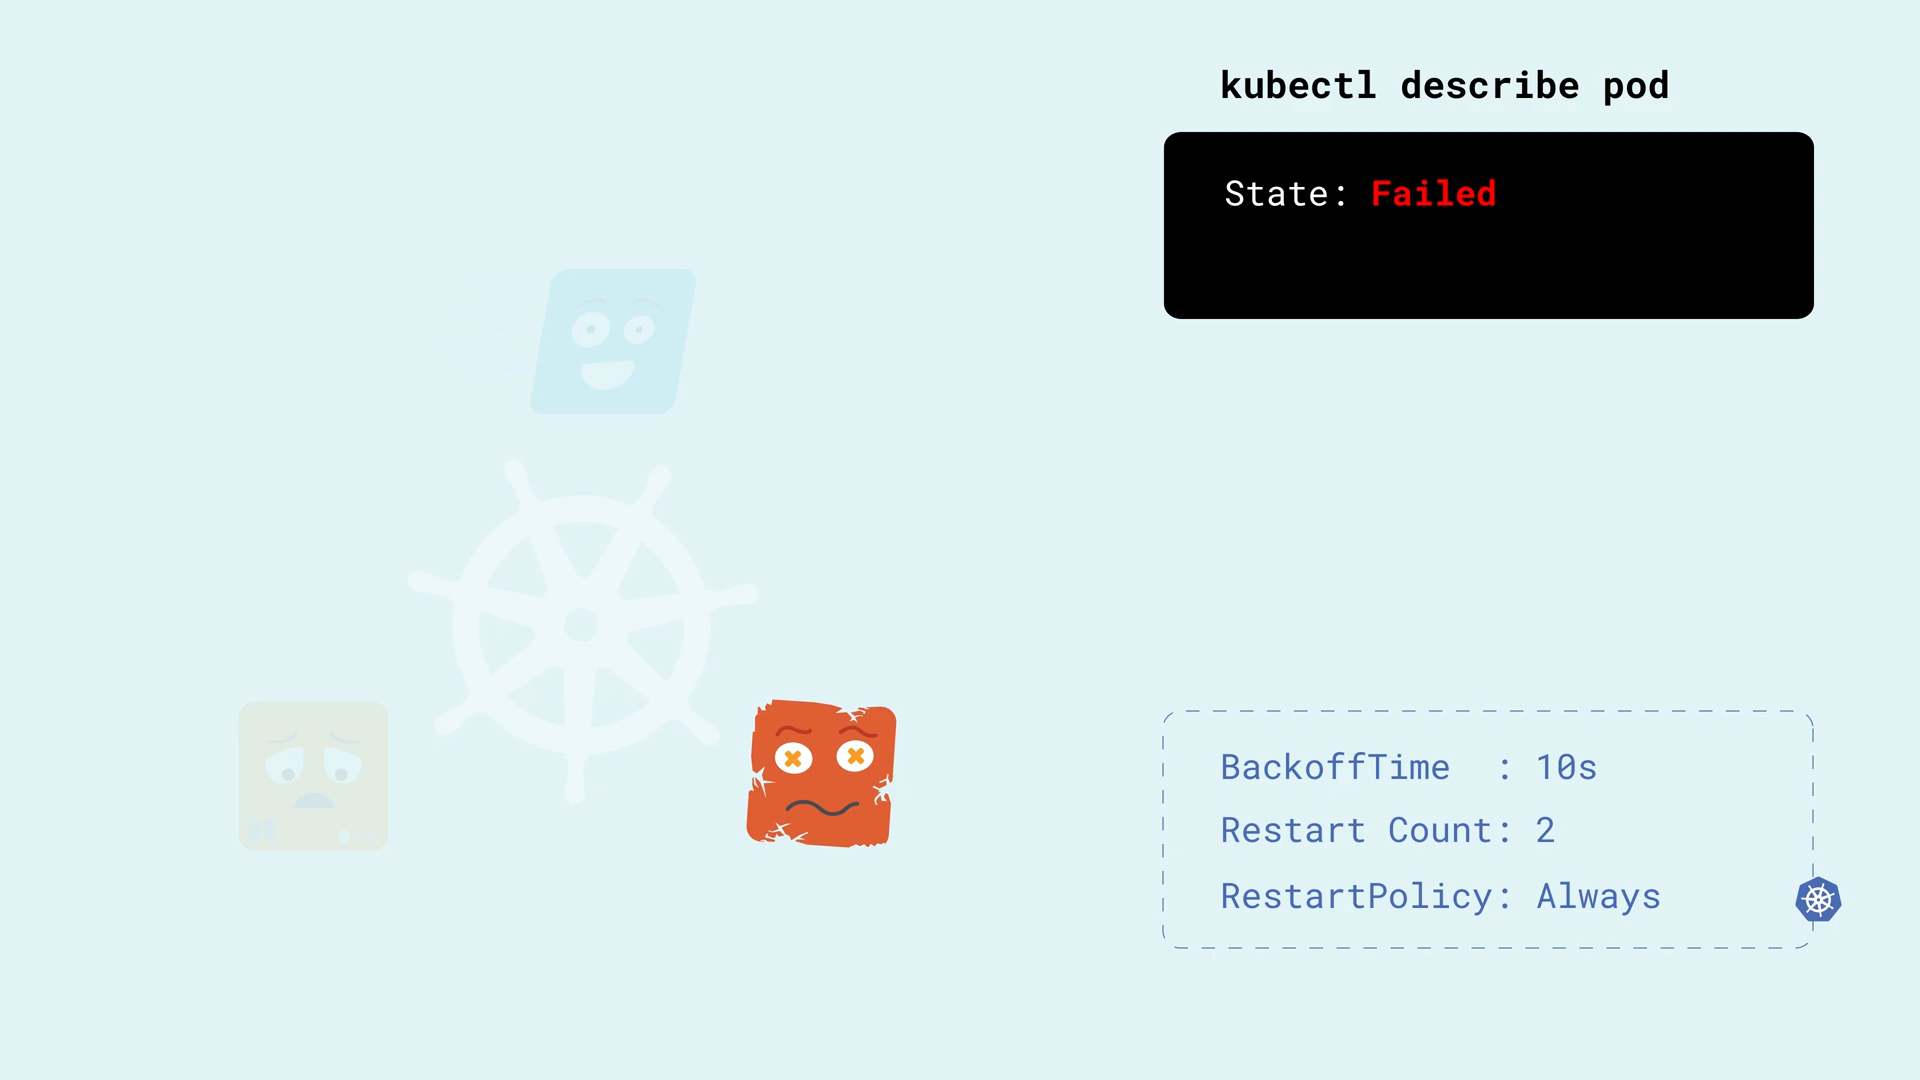 kubectl describe pod
State: Failed
BackoffTime  : 10s
Restart Count: 2
RestartPolicy: Always